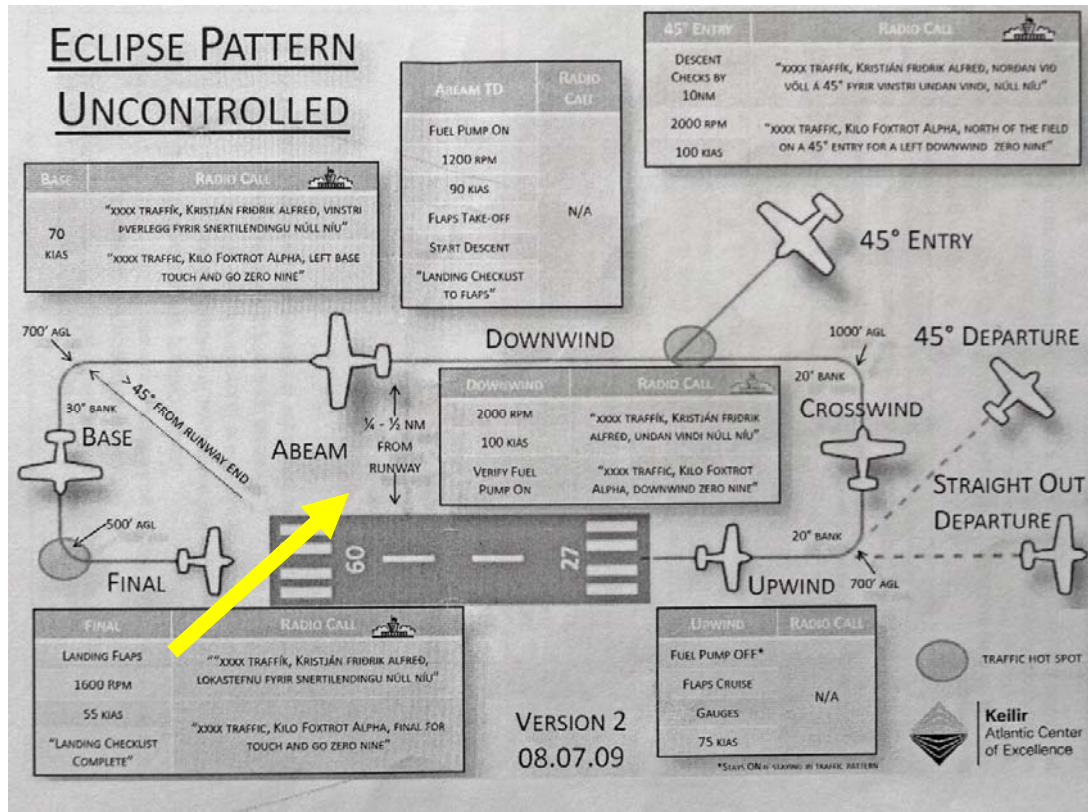 ECLIPSE PATTERN
UNCONTROLLED
45° ENTRY
RADIO CALL
DESCENT
CHECKS BY
10NM
2000 RPM
100 KIAS
"XXXX TRAFFÍK, KRISTJÁN FRIÐRIK ALFREÐ, NORÐAN VIÐ
VÖLL Á 45° FYRIR VINSTRI UNDAN VINDI, NÚLL NÍU"
"XXXX TRAFFIC, KILO FOXTROT ALPHA, NORTH OF THE FIELD
ON A 45° ENTRY FOR A LEFT DOWNWIND ZERO NINE"
ABEAM TD
RADIO
CALL
FUEL PUMP ON
1200 RPM
90 KIAS
FLAPS TAKE-OFF
START DESCENT
"LANDING CHECKLIST
TO FLAPS"
N/A
BASE
RADIO CALL
70
KIAS
"XXXX TRAFFÍK, KRISTJÁN FRIÐRIK ALFREÐ, VINSTRI
ÞVERLEGG FYRIR SNERTILENDINGU NÚLL NÍU"
"XXXX TRAFFIC, KILO FOXTROT ALPHA, LEFT BASE
TOUCH AND GO ZERO NINE"
45° ENTRY
700' AGL
DOWNWIND
1000' AGL
45° DEPARTURE
30° BANK
BASE
> 45° FROM RUNWAY END
ABEAM
¼ - ½ NM
FROM
RUNWAY
DOWNWIND
RADIO CALL
2000 RPM
100 KIAS
VERIFY FUEL
PUMP ON
"XXXX TRAFFÍK, KRISTJÁN FRIÐRIK
ALFREÐ, UNDAN VINDI NÚLL NÍU"
"XXXX TRAFFIC, KILO FOXTROT
ALPHA, DOWNWIND ZERO NINE"
20° BANK
CROSSWIND
STRAIGHT OUT
DEPARTURE
500' AGL
FINAL
09
27
20° BANK
UPWIND
700' AGL
FINAL
RADIO CALL
LANDING FLAPS
1600 RPM
55 KIAS
"LANDING CHECKLIST
COMPLETE"
""XXXX TRAFFÍK, KRISTJÁN FRIÐRIK ALFREÐ,
LOKASTEFNU FYRIR SNERTILENDINGU NÚLL NÍU"
"XXXX TRAFFIC, KILO FOXTROT ALPHA, FINAL FOR
TOUCH AND GO ZERO NINE"
VERSION 2
08.07.09
UPWIND
RADIO CALL
FUEL PUMP OFF*
FLAPS CRUISE
GAUGES
75 KIAS
N/A
*STAYS ON IF STAYING IN TRAFFIC PATTERN
TRAFFIC HOT SPOT
Keilir
Atlantic Center
of Excellence